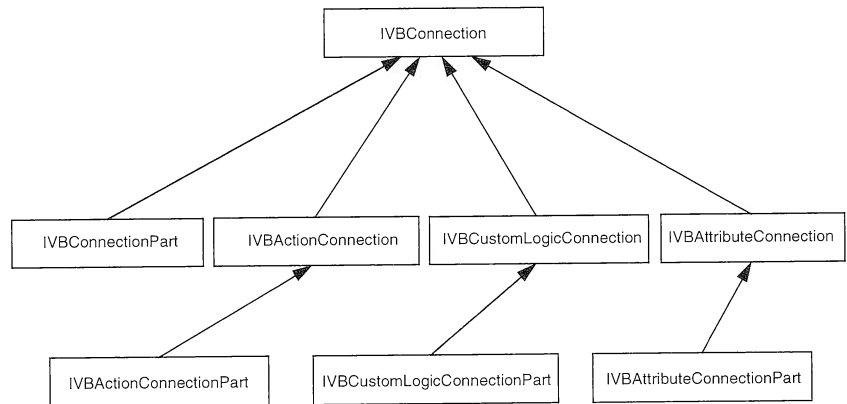 IVBConnection
IVBConnectionPart
IVBActionConnection
IVBCustomLogicConnection
IVBAttributeConnection
IVBActionConnectionPart
IVBCustomLogicConnectionPart
IVBAttributeConnectionPart